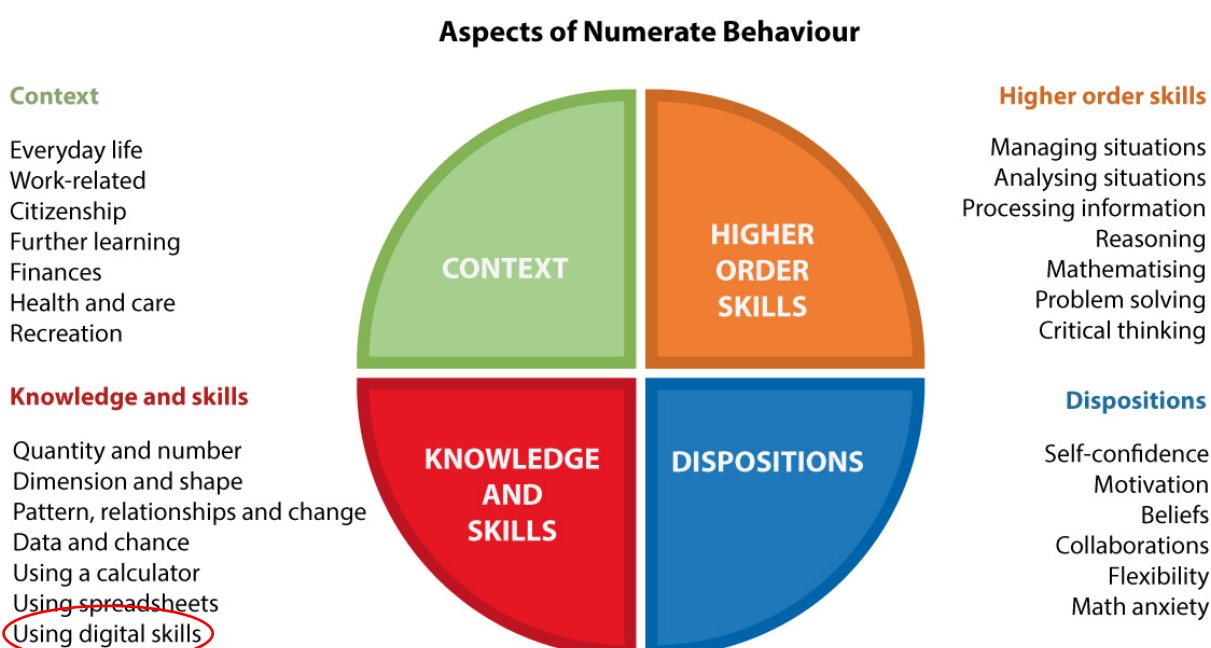 Aspects of Numerate Behaviour
Context
Everyday life
Work-related
Citizenship
Further learning
Finances
Health and care
Recreation
Higher order skills
Managing situations
Analysing situations
Processing information
Reasoning
Mathematising
Problem solving
Critical thinking
CONTEXT
HIGHER
ORDER
SKILLS
Knowledge and skills
Quantity and number
Dimension and shape
Pattern, relationships and change
Data and chance
Using a calculator
Using spreadsheets
Using digital skills
KNOWLEDGE
AND
SKILLS
DISPOSITIONS
Dispositions
Self-confidence
Motivation
Beliefs
Collaborations
Flexibility
Math anxiety